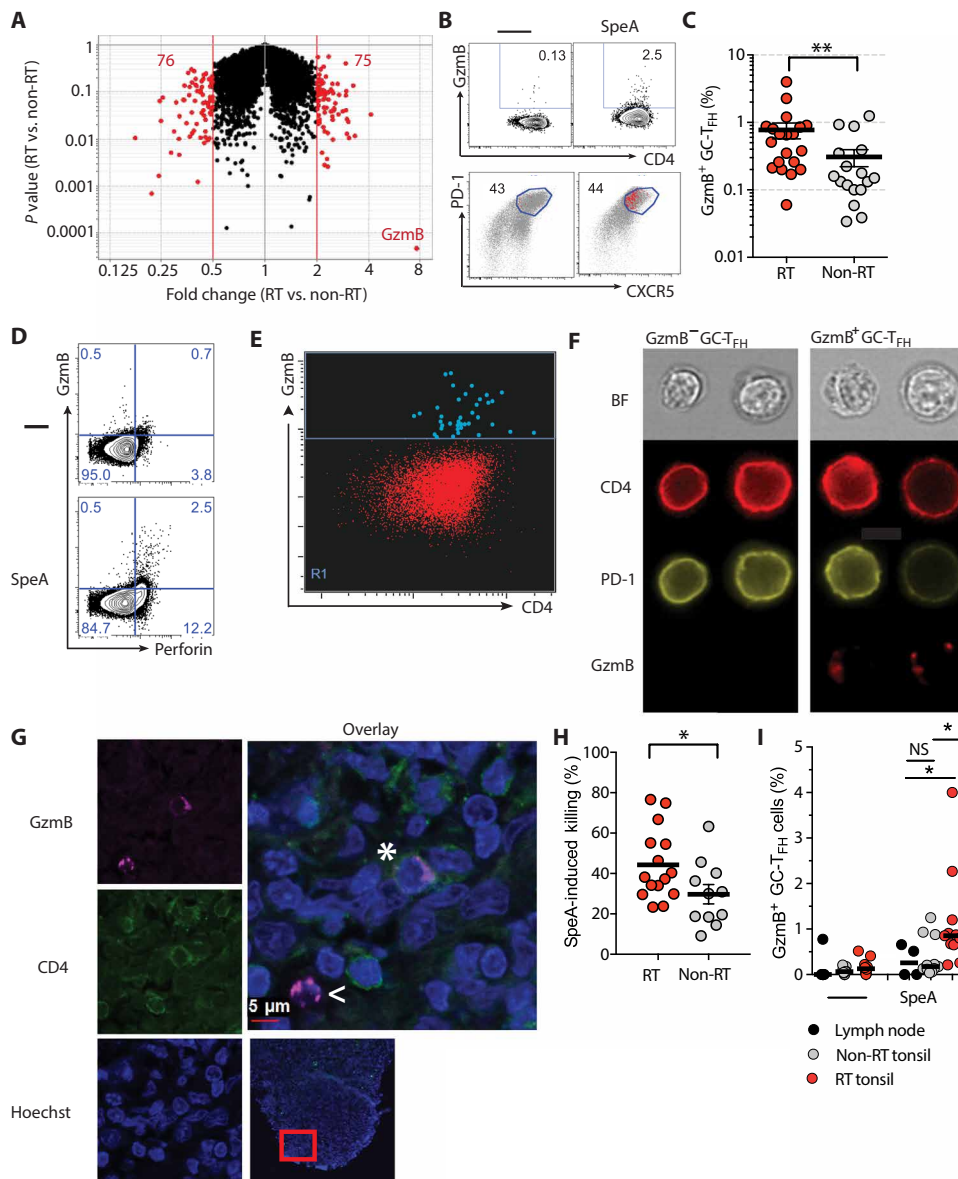 A
76
75
1
0.1
0.01
0.001
0.0001
GzmB
P value (RT vs. non-RT)
0.125 0.25 0.5 1 2 4 8
Fold change (RT vs. non-RT)
B
— SpeA
0.13
2.5
GzmB
CD4
43
44
PD-1
CXCR5
C
**
10
1
0.1
0.01
GzmB+ GC-TFH (%)
RT Non-RT
D
GzmB
—
0.5 0.7
95.0 3.8
SpeA
0.5 2.5
84.7 12.2
Perforin
E
GzmB
R1
CD4
F
GzmB− GC-TFH
GzmB+ GC-TFH
BF
CD4
PD-1
GzmB
G
Overlay
GzmB
CD4
Hoechst
*
<
5 μm
H
*
100
80
60
40
20
0
SpeA-induced killing (%)
RT Non-RT
I
*
NS
*
5
4
3
2
1
0
GzmB+ GC-TFH cells (%)
— SpeA
Lymph node
Non-RT tonsil
RT tonsil